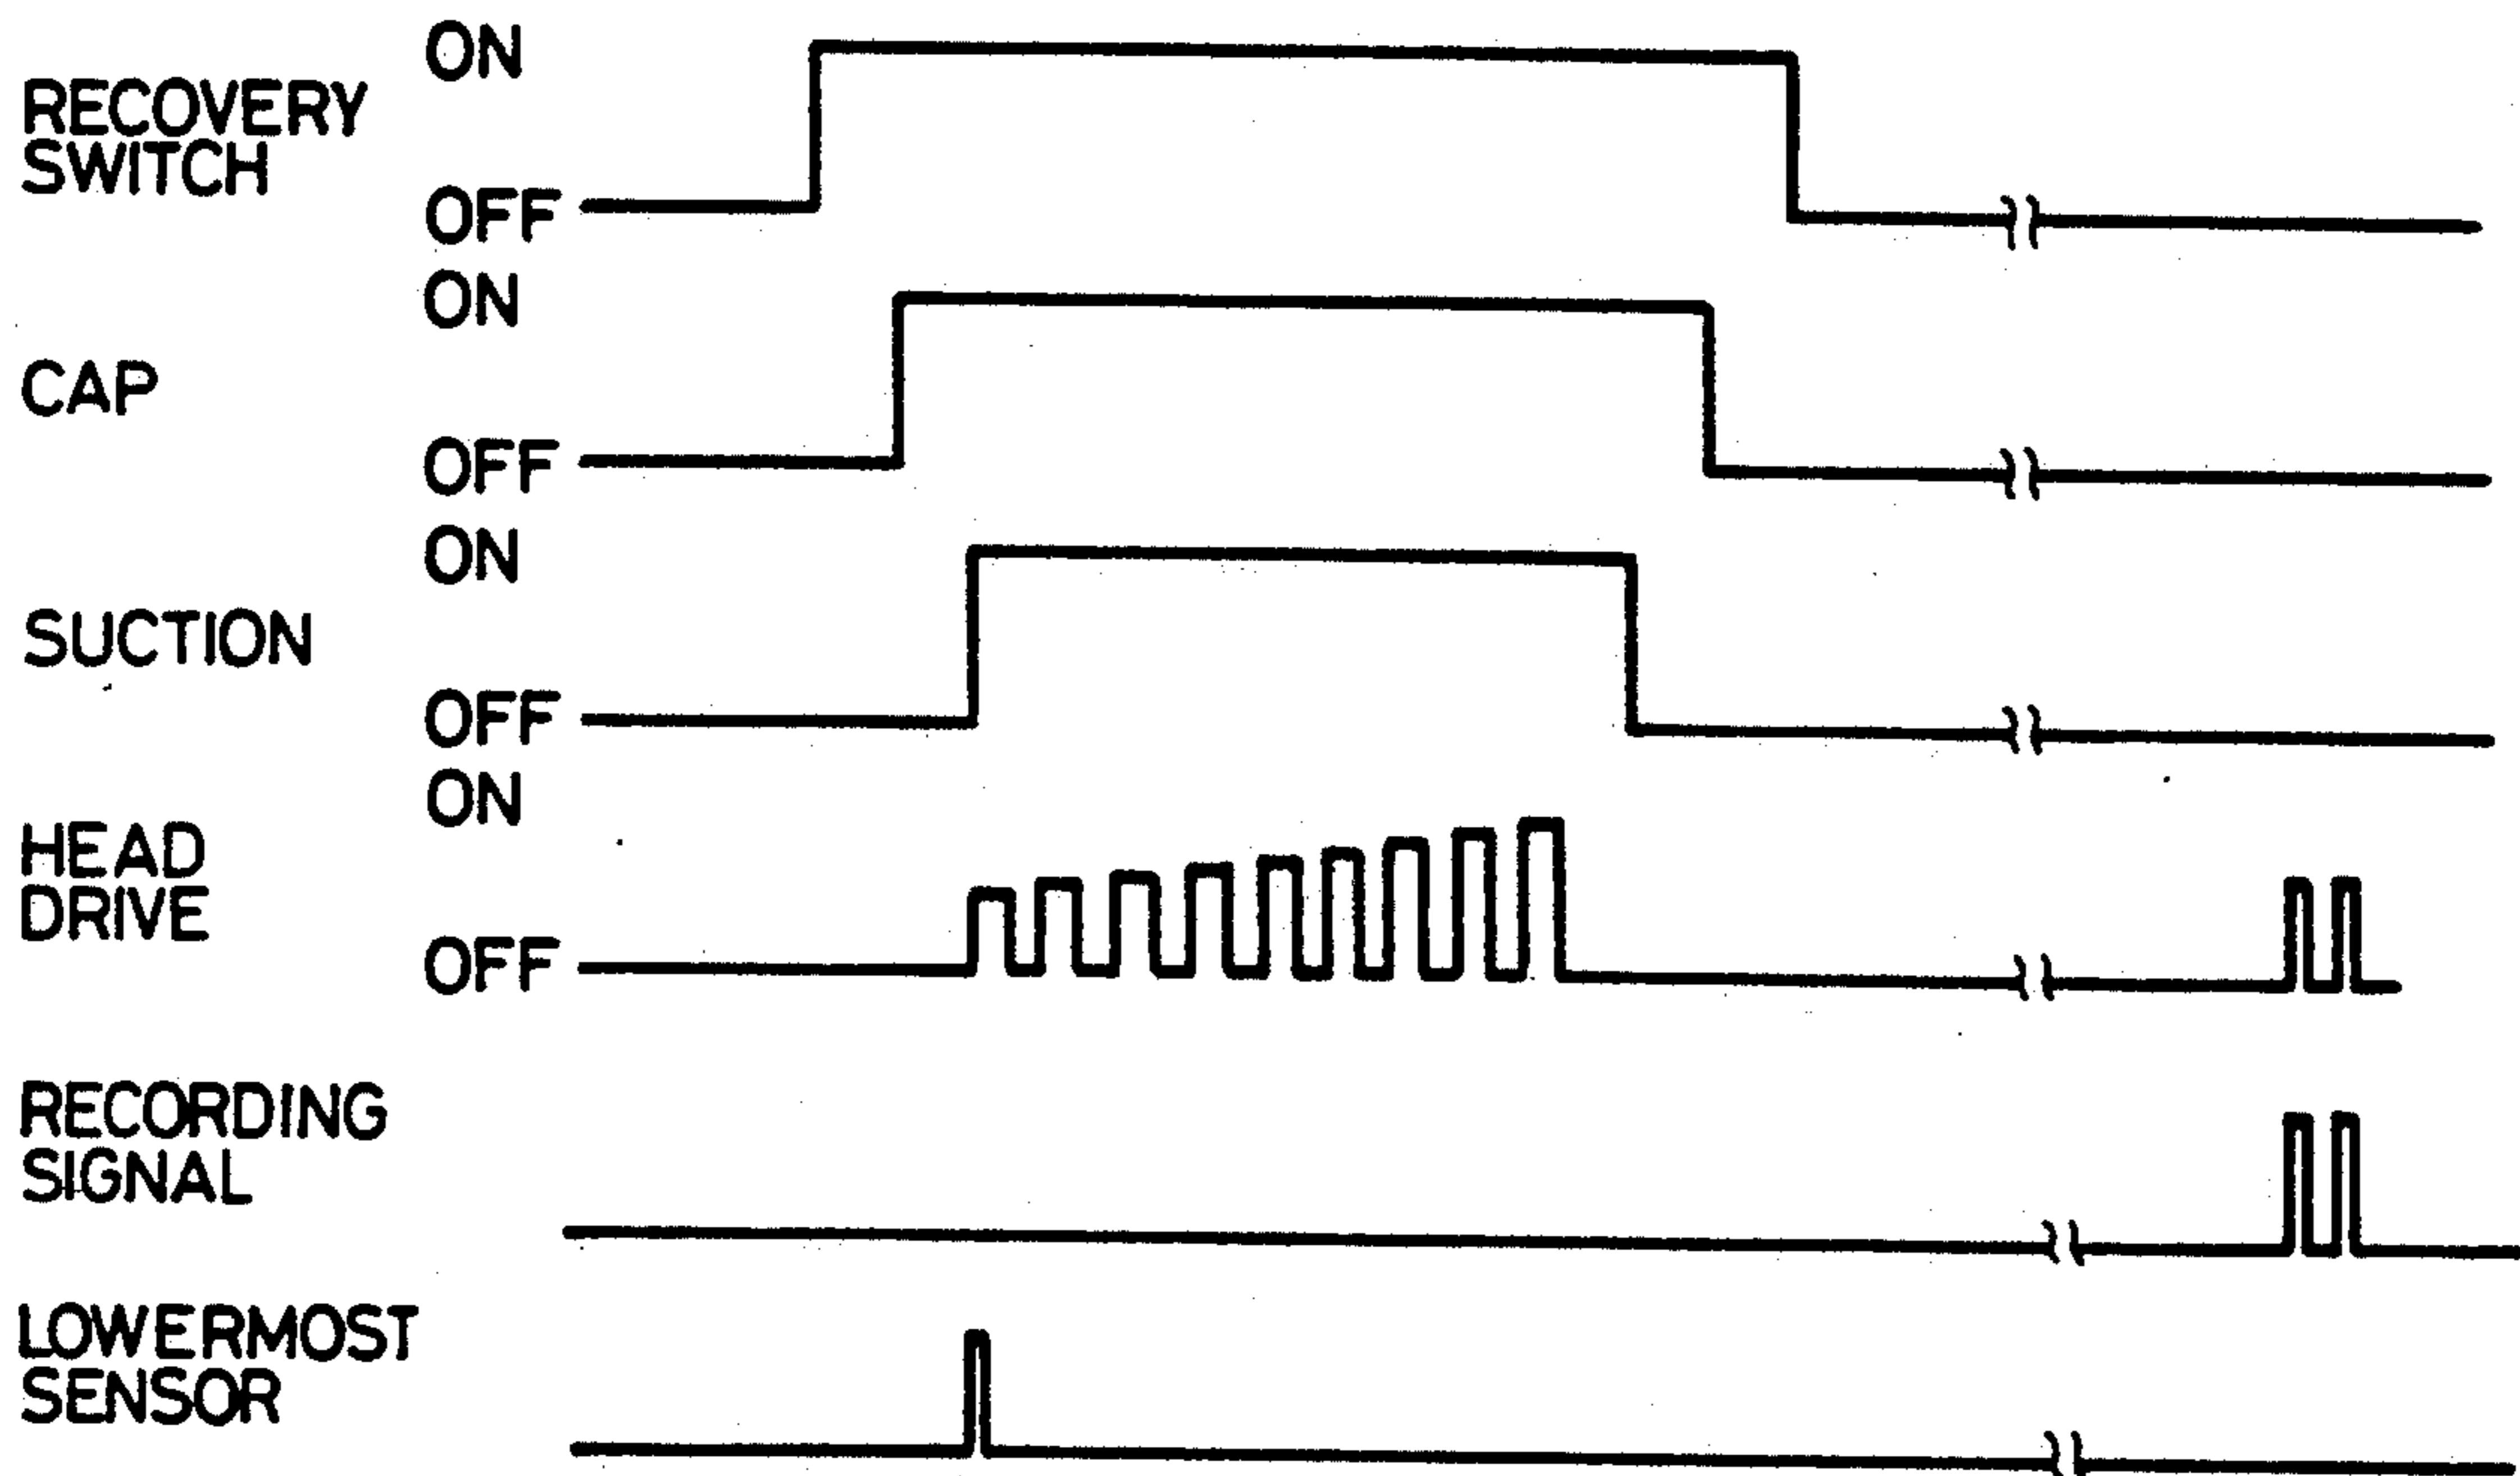 ON
RECOVERY
SWITCH
OFF
ON
CAP
OFF
ON
SUCTION
OFF
ON
HEAD
DRIVE
OFF
RECORDING
SIGNAL
LOWERMOST
SENSOR